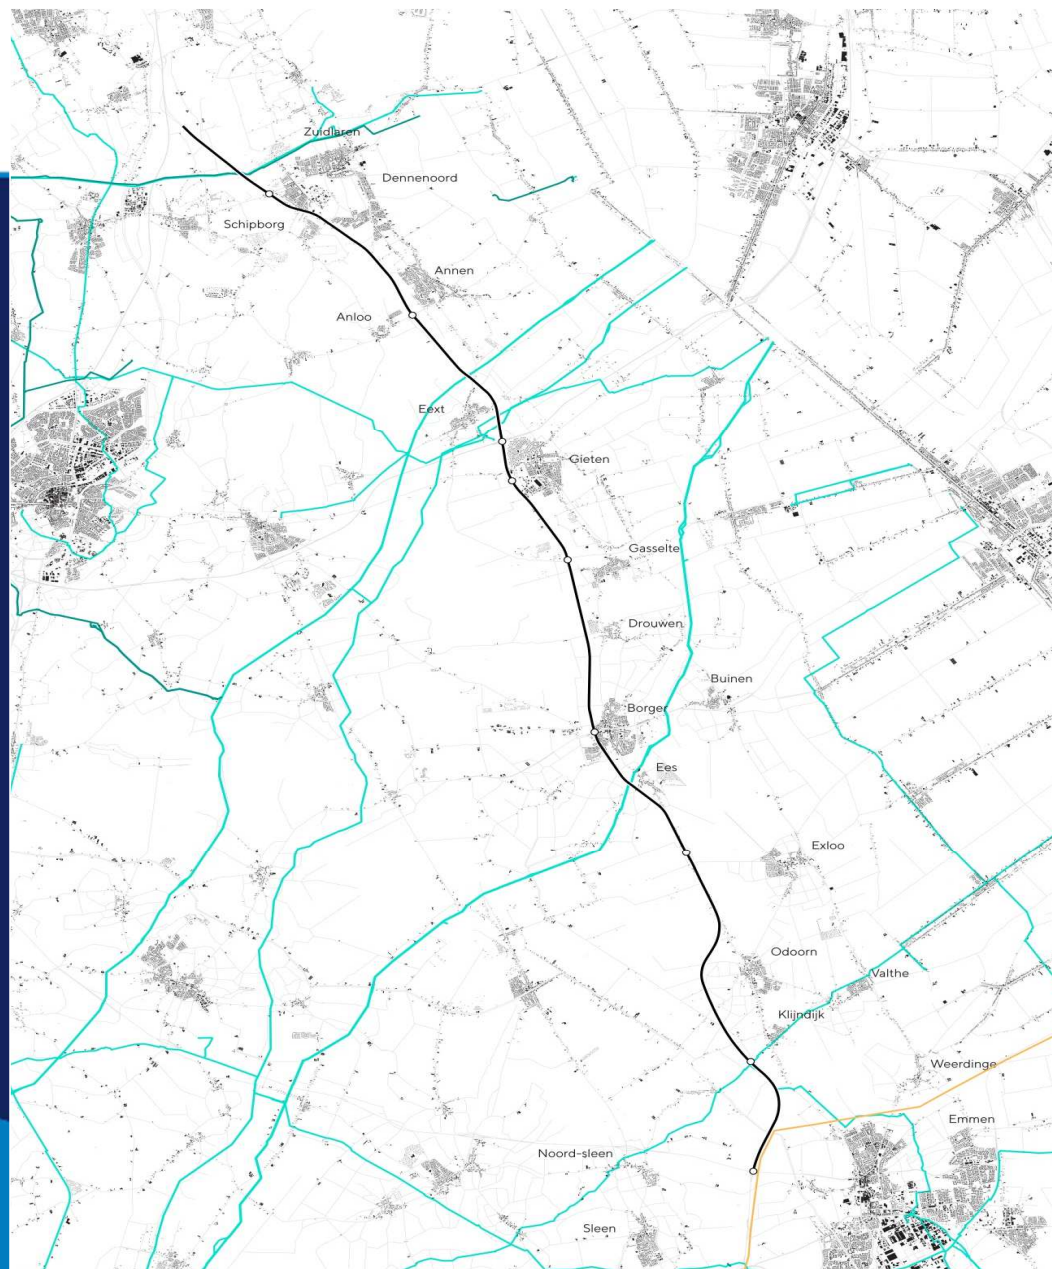 Zuidlaren
Dennenoord
Schipborg
Annen
Anloo
Eext
Gieten
Gasselte
Drouwen
Buinen
Borger
Ees
Exloo
Odoorn
Valthe
Klijndijk
Weerdinge
Emmen
Noord-sleen
Sleen